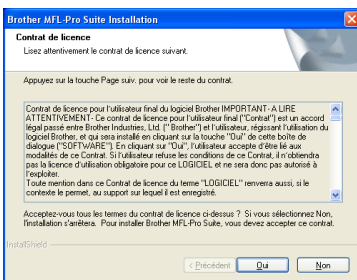 Brother MFL-Pro Suite Installation
Contrat de licence
Lisez attentivement le contrat de licence suivant.
Appuyez sur la touche Page suiv. pour voir le reste du contrat.
Contrat de licence pour l'utilisateur final du logiciel Brother IMPORTANT- A LIRE
ATTENTIVEMENT- Ce contrat de licence pour l'utilisateur final ("Contrat") est un accord
légal passé entre Brother Industries, Ltd. ("Brother") et l'utilisateur, régissant l'utilisation du
logiciel Brother, et qui sera installé en cliquant sur la touche "Oui" de cette boîte de
dialogue ("SOFTWARE"). En cliquant sur "Oui", l'utilisateur accepte d'être lié aux
modalités de ce Contrat. Si l'utilisateur refuse les conditions de ce Contrat, il n'obtiendra
pas la licence d'utilisation obligatoire pour ce LOGICIEL et ne sera donc pas autorisé à
l'exploiter.
Toute mention dans ce Contrat de licence du terme "LOGICIEL" renverra aussi, si le
contexte le permet, au support sur lequel il est enregistré.
Acceptez-vous tous les termes du contrat de licence ci-dessus ? Si vous sélectionnez Non,
l'installation s'arrêtera. Pour installer Brother MFL-Pro Suite, vous devez accepter ce contrat.
InstallShield
< Précédent Oui Non